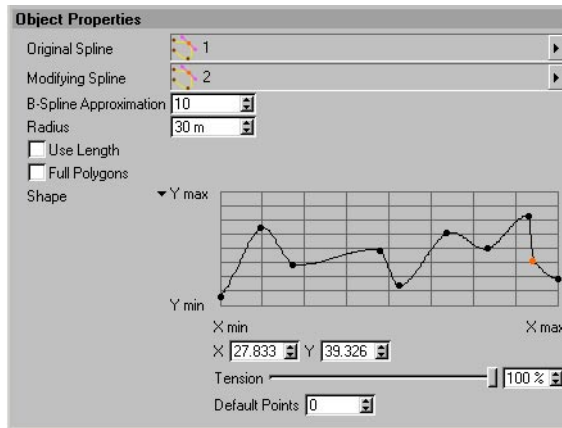 Object Properties
Original Spline 1
Modifying Spline 2
B-Spline Approximation 10
Radius 30 m
Use Length
Full Polygons
Shape Y max
Y min
X min X max
X 27.833 Y 39.326
Tension 100 %
Default Points 0